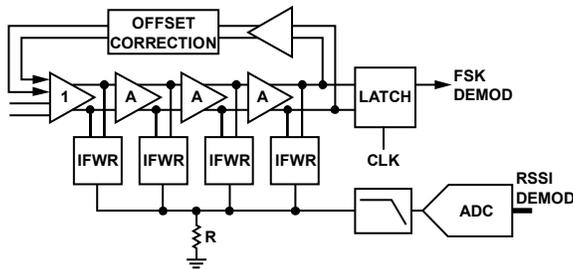 OFFSET
CORRECTION
1
A
A
A
LATCH
FSK
DEMOD
IFWR
IFWR
IFWR
IFWR
CLK
RSSI
DEMOD
ADC
R